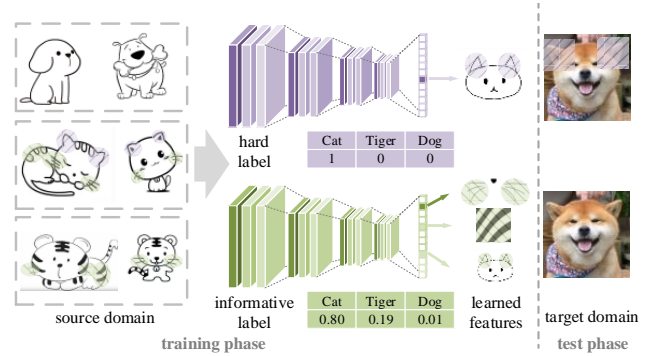 hard
label
Cat Tiger Dog
1 0 0
informative
label
Cat Tiger Dog
0.80 0.19 0.01
learned
features
source domain
target domain
training phase
test phase